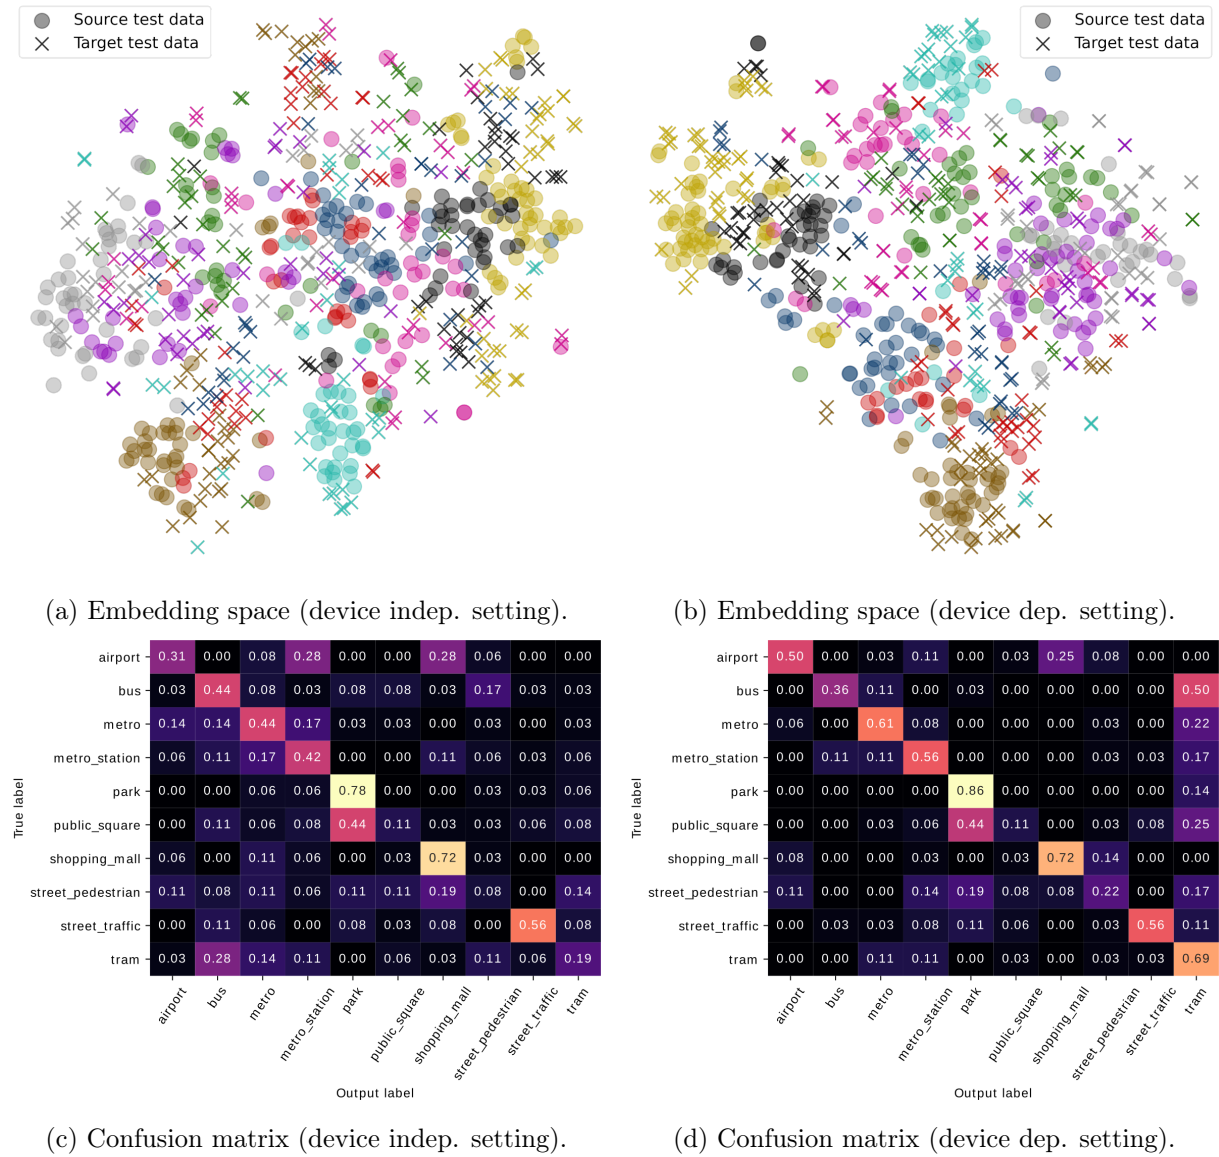 Source test data
Target test data
Source test data
Target test data
(a) Embedding space (device indep. setting).
(b) Embedding space (device dep. setting).
True label
airport 0.31 0.00 0.08 0.28 0.00 0.00 0.28 0.06 0.00 0.00
bus 0.03 0.44 0.08 0.03 0.08 0.08 0.03 0.17 0.03 0.03
metro 0.14 0.14 0.44 0.17 0.03 0.03 0.00 0.00 0.03 0.03
metro_station 0.06 0.11 0.17 0.42 0.00 0.00 0.11 0.06 0.03 0.06
park 0.00 0.00 0.06 0.06 0.78 0.00 0.00 0.03 0.03 0.06
public_square 0.00 0.11 0.06 0.08 0.44 0.11 0.03 0.03 0.06 0.08
shopping_mall 0.06 0.00 0.11 0.06 0.00 0.03 0.72 0.03 0.00 0.00
street_pedestrian 0.11 0.08 0.11 0.06 0.11 0.11 0.19 0.08 0.00 0.14
street_traffic 0.00 0.11 0.06 0.00 0.08 0.03 0.08 0.00 0.56 0.08
tram 0.03 0.28 0.14 0.11 0.00 0.06 0.03 0.11 0.06 0.19
airport bus metro metro_station park public_square shopping_mall street_pedestrian street_traffic tram
Output label
True label
airport 0.50 0.00 0.03 0.11 0.00 0.03 0.25 0.08 0.00 0.00
bus 0.00 0.36 0.11 0.00 0.03 0.00 0.00 0.00 0.00 0.50
metro 0.06 0.00 0.61 0.08 0.00 0.00 0.00 0.03 0.00 0.22
metro_station 0.00 0.11 0.11 0.56 0.00 0.00 0.00 0.03 0.03 0.17
park 0.00 0.00 0.00 0.00 0.86 0.00 0.00 0.00 0.00 0.14
public_square 0.00 0.00 0.06 0.03 0.44 0.11 0.00 0.03 0.08 0.25
shopping_mall 0.08 0.00 0.00 0.03 0.00 0.03 0.72 0.14 0.00 0.00
street_pedestrian 0.11 0.00 0.00 0.14 0.19 0.08 0.08 0.22 0.00 0.17
street_traffic 0.00 0.03 0.03 0.08 0.11 0.06 0.00 0.03 0.56 0.11
tram 0.00 0.00 0.11 0.11 0.00 0.03 0.00 0.03 0.03 0.69
airport bus metro metro_station park public_square shopping_mall street_pedestrian street_traffic tram
Output label
(c) Confusion matrix (device indep. setting).
(d) Confusion matrix (device dep. setting).